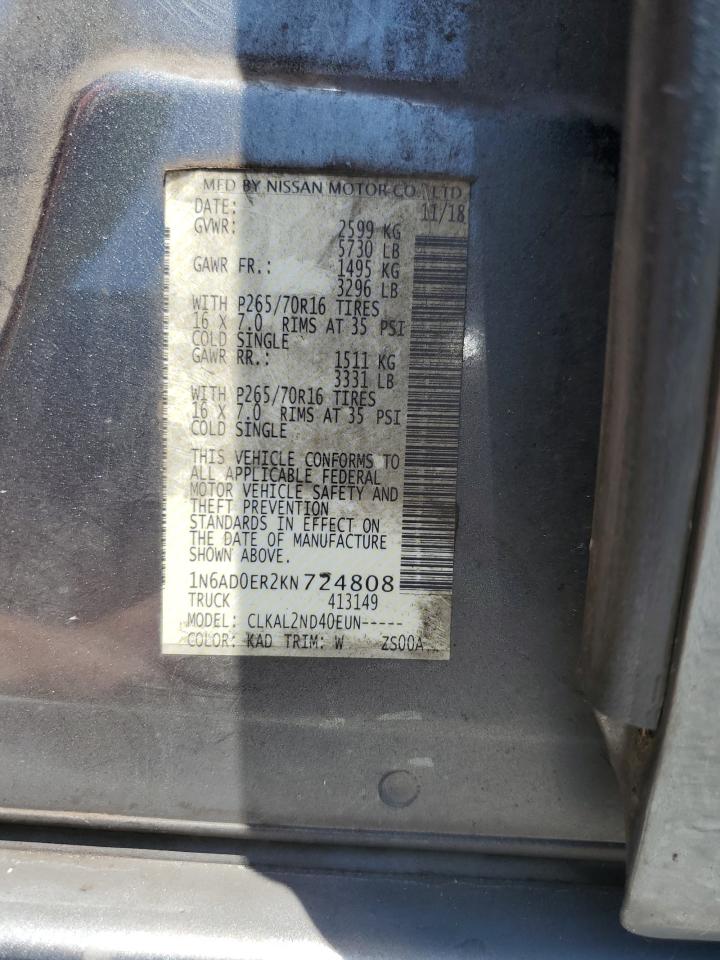 MFD BY NISSAN MOTOR CO., LTD
DATE: 11/18
GVWR: 2599 KG
5730 LB
GAWR FR.: 1495 KG
3296 LB
WITH P265/70R16 TIRES
16 X 7.0 RIMS AT 35 PSI
COLD SINGLE
GAWR RR.: 1511 KG
3331 LB
WITH P265/70R16 TIRES
16 X 7.0 RIMS AT 35 PSI
COLD SINGLE
THIS VEHICLE CONFORMS TO
ALL APPLICABLE FEDERAL
MOTOR VEHICLE SAFETY AND
THEFT PREVENTION
STANDARDS IN EFFECT ON
THE DATE OF MANUFACTURE
SHOWN ABOVE.
1N6AD0ER2KN724808
TRUCK 413149
MODEL: CLKAL2ND40EUN-----
COLOR: KAD TRIM: W ZS00A